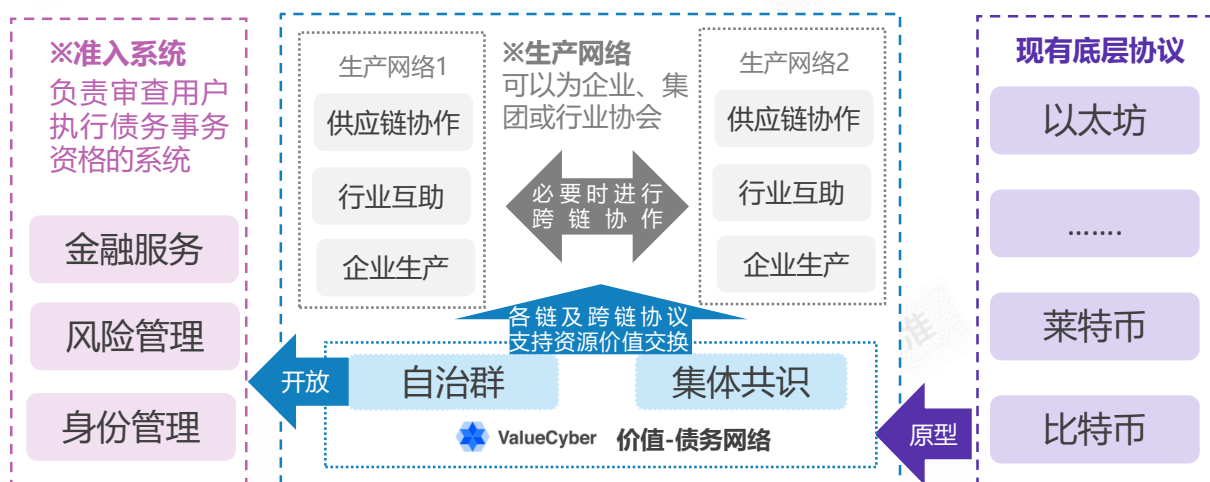 ※准入系统
负责审查用户
执行债务事务
资格的系统
金融服务
风险管理
身份管理
生产网络1
供应链协作
行业互助
企业生产
※生产网络
可以为企业、集
团或行业协会
必要时进行
跨链协作
生产网络2
供应链协作
行业互助
企业生产
各链及跨链协议
支持资源价值交换
开放
自治群
集体共识
ValueCyber 价值-债务网络
原型
现有底层协议
以太坊
…….
莱特币
比特币